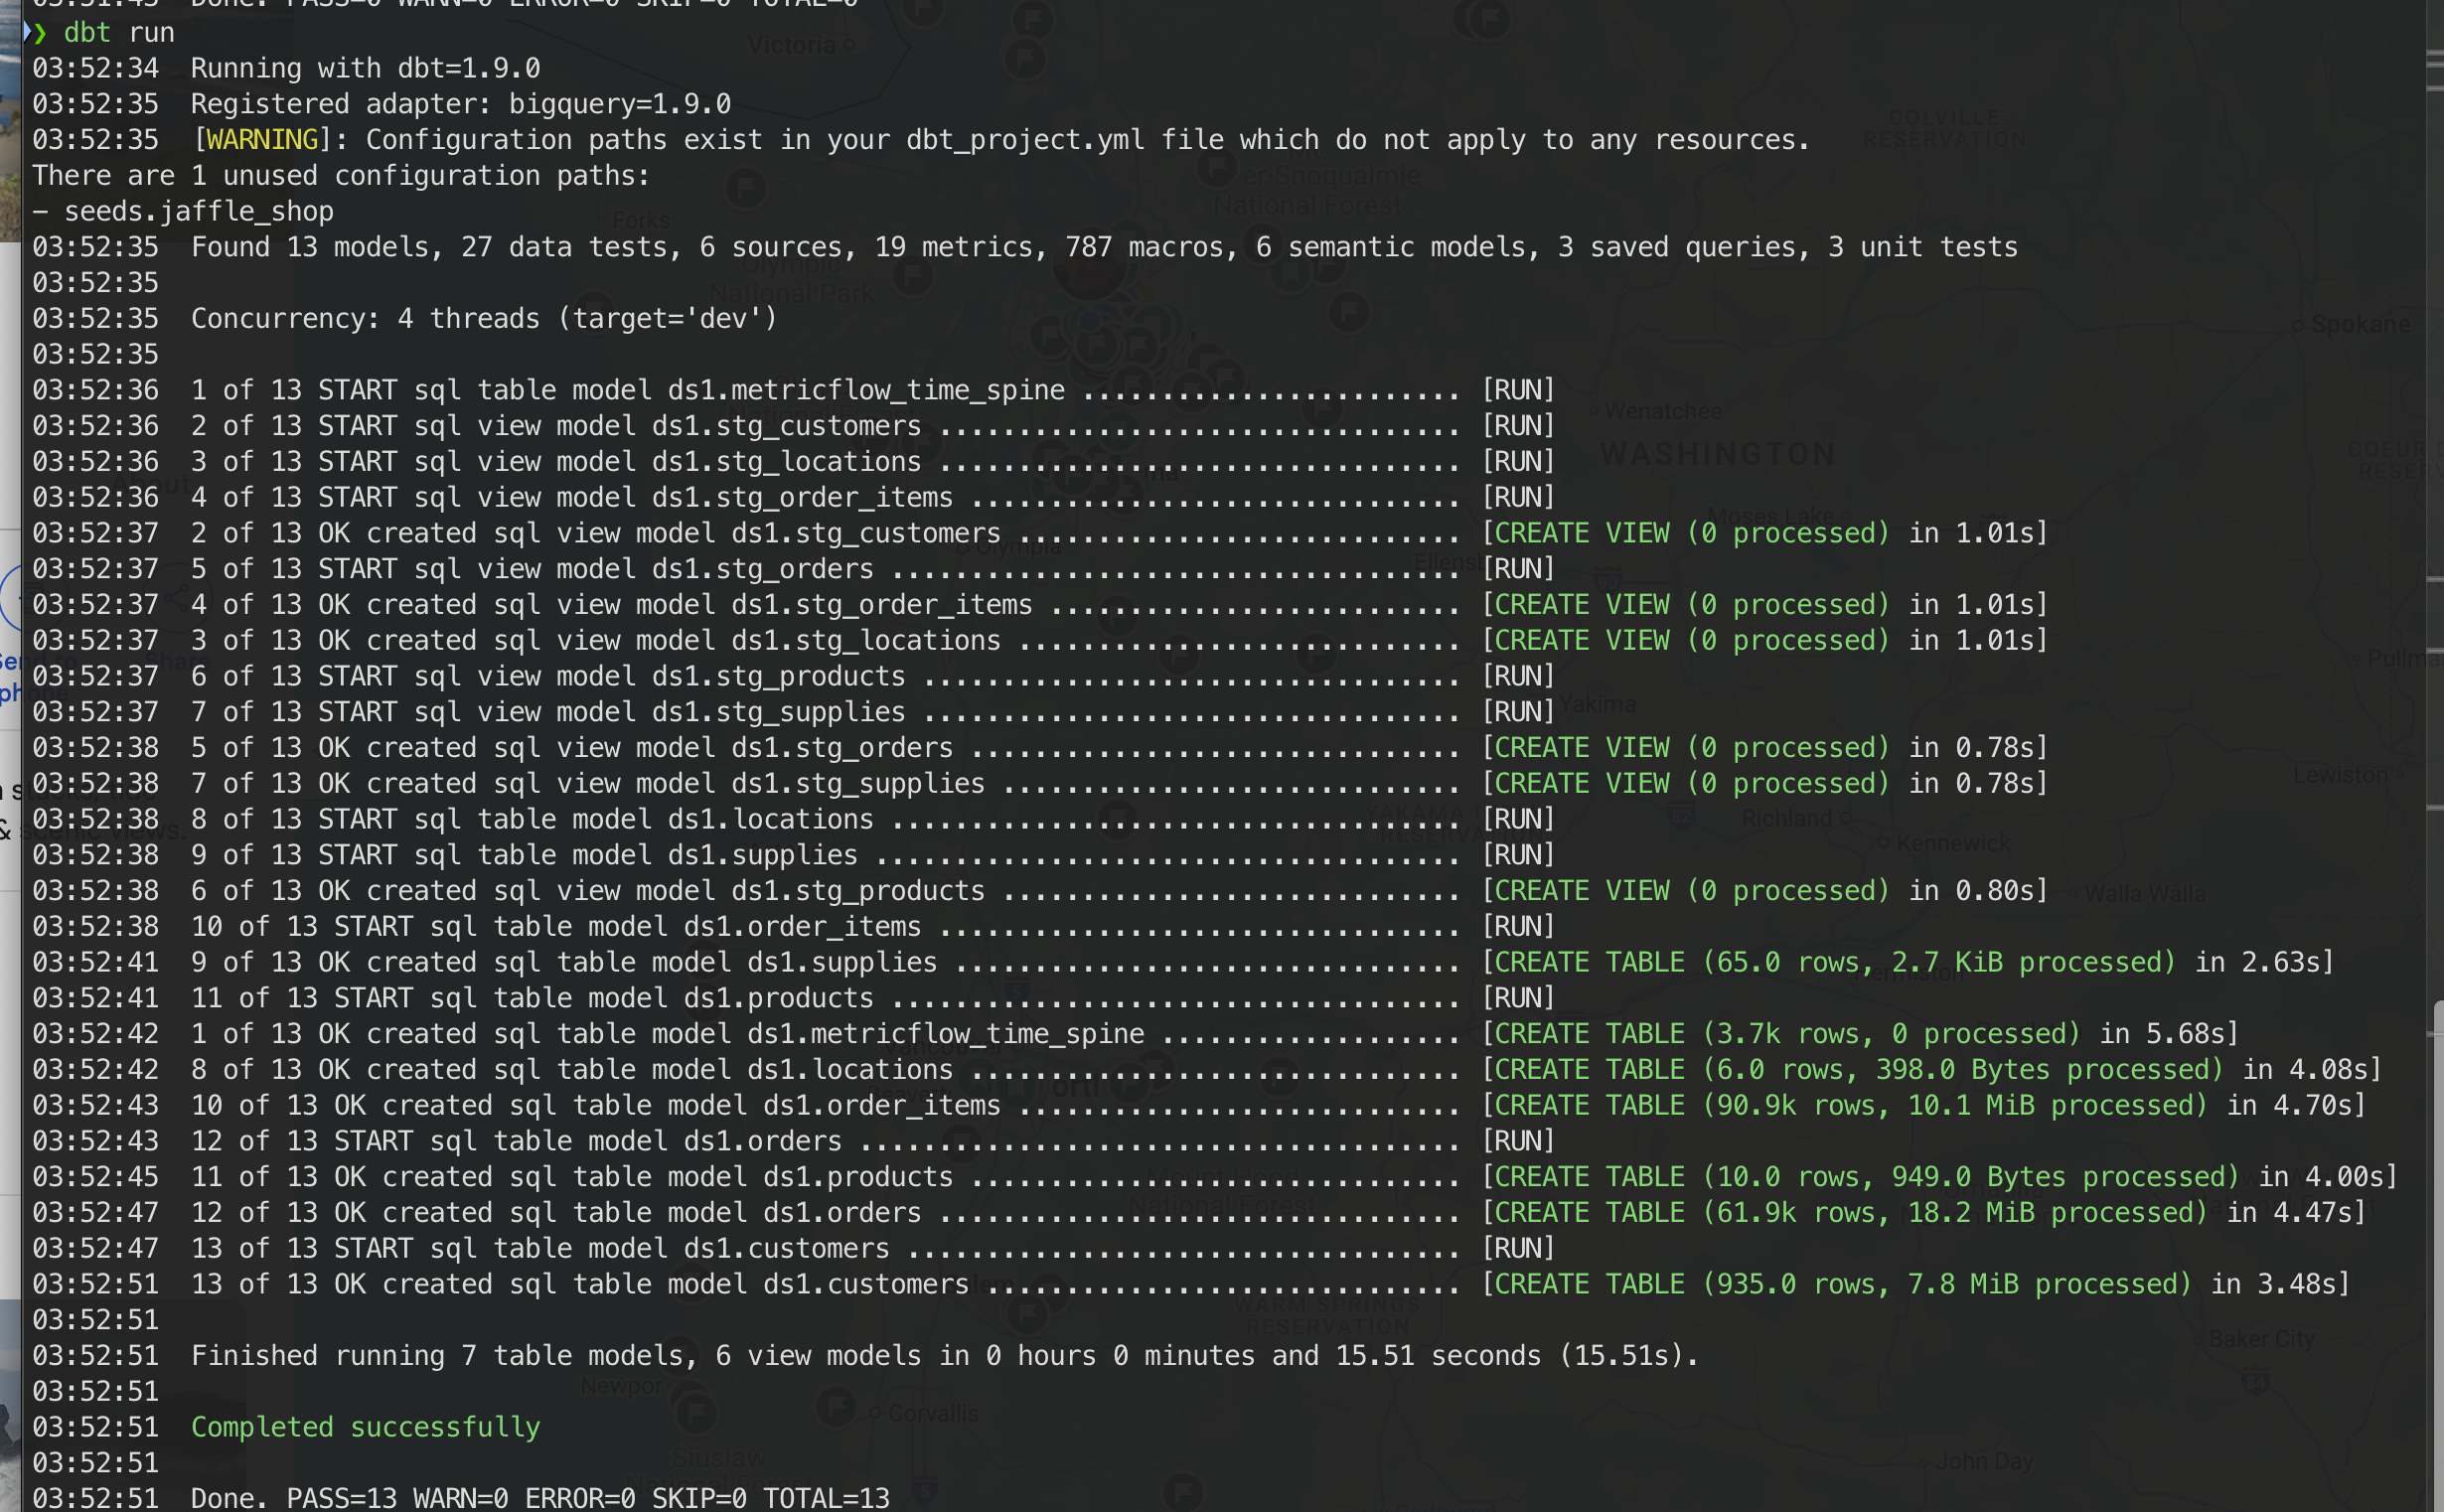 03:51:43  Done. PASS=0 WARN=0 ERROR=0 SKIP=0 TOTAL=0
❯ dbt run
03:52:34  Running with dbt=1.9.0
03:52:35  Registered adapter: bigquery=1.9.0
03:52:35  [WARNING]: Configuration paths exist in your dbt_project.yml file which do not apply to any resources.
There are 1 unused configuration paths:
- seeds.jaffle_shop
03:52:35  Found 13 models, 27 data tests, 6 sources, 19 metrics, 787 macros, 6 semantic models, 3 saved queries, 3 unit tests
03:52:35
03:52:35  Concurrency: 4 threads (target='dev')
03:52:35
03:52:36  1 of 13 START sql table model ds1.metricflow_time_spine ........................ [RUN]
03:52:36  2 of 13 START sql view model ds1.stg_customers ................................. [RUN]
03:52:36  3 of 13 START sql view model ds1.stg_locations ................................. [RUN]
03:52:36  4 of 13 START sql view model ds1.stg_order_items ............................... [RUN]
03:52:37  2 of 13 OK created sql view model ds1.stg_customers ............................ [CREATE VIEW (0 processed) in 1.01s]
03:52:37  5 of 13 START sql view model ds1.stg_orders .................................... [RUN]
03:52:37  4 of 13 OK created sql view model ds1.stg_order_items .......................... [CREATE VIEW (0 processed) in 1.01s]
03:52:37  3 of 13 OK created sql view model ds1.stg_locations ............................ [CREATE VIEW (0 processed) in 1.01s]
03:52:37  6 of 13 START sql view model ds1.stg_products .................................. [RUN]
03:52:37  7 of 13 START sql view model ds1.stg_supplies .................................. [RUN]
03:52:38  5 of 13 OK created sql view model ds1.stg_orders ............................... [CREATE VIEW (0 processed) in 0.78s]
03:52:38  7 of 13 OK created sql view model ds1.stg_supplies ............................. [CREATE VIEW (0 processed) in 0.78s]
03:52:38  8 of 13 START sql table model ds1.locations .................................... [RUN]
03:52:38  9 of 13 START sql table model ds1.supplies ..................................... [RUN]
03:52:38  6 of 13 OK created sql view model ds1.stg_products ............................. [CREATE VIEW (0 processed) in 0.80s]
03:52:38  10 of 13 START sql table model ds1.order_items ................................. [RUN]
03:52:41  9 of 13 OK created sql table model ds1.supplies ................................ [CREATE TABLE (65.0 rows, 2.7 KiB processed) in 2.63s]
03:52:41  11 of 13 START sql table model ds1.products .................................... [RUN]
03:52:42  1 of 13 OK created sql table model ds1.metricflow_time_spine ................... [CREATE TABLE (3.7k rows, 0 processed) in 5.68s]
03:52:42  8 of 13 OK created sql table model ds1.locations ............................... [CREATE TABLE (6.0 rows, 398.0 Bytes processed) in 4.08s]
03:52:43  10 of 13 OK created sql table model ds1.order_items ............................ [CREATE TABLE (90.9k rows, 10.1 MiB processed) in 4.70s]
03:52:43  12 of 13 START sql table model ds1.orders ...................................... [RUN]
03:52:45  11 of 13 OK created sql table model ds1.products ............................... [CREATE TABLE (10.0 rows, 949.0 Bytes processed) in 4.00s]
03:52:47  12 of 13 OK created sql table model ds1.orders ................................. [CREATE TABLE (61.9k rows, 18.2 MiB processed) in 4.47s]
03:52:47  13 of 13 START sql table model ds1.customers ................................... [RUN]
03:52:51  13 of 13 OK created sql table model ds1.customers .............................. [CREATE TABLE (935.0 rows, 7.8 MiB processed) in 3.48s]
03:52:51
03:52:51  Finished running 7 table models, 6 view models in 0 hours 0 minutes and 15.51 seconds (15.51s).
03:52:51
03:52:51  Completed successfully
03:52:51
03:52:51  Done. PASS=13 WARN=0 ERROR=0 SKIP=0 TOTAL=13